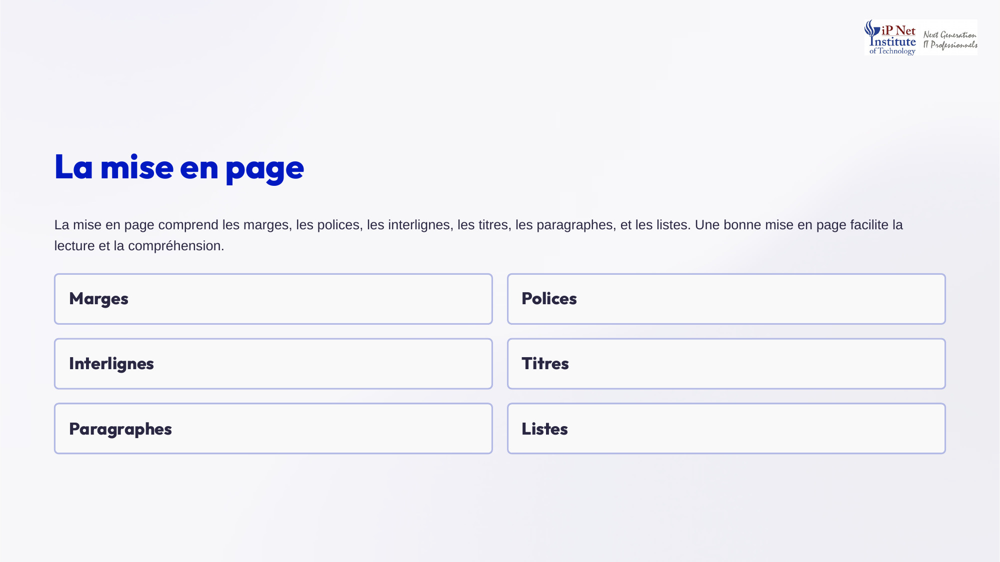 iP Net
Institute
of Technology
Next Generation
IT Professionnels
La mise en page
La mise en page comprend les marges, les polices, les interlignes, les titres, les paragraphes, et les listes. Une bonne mise en page facilite la
lecture et la compréhension.
Marges
Polices
Interlignes
Titres
Paragraphes
Listes